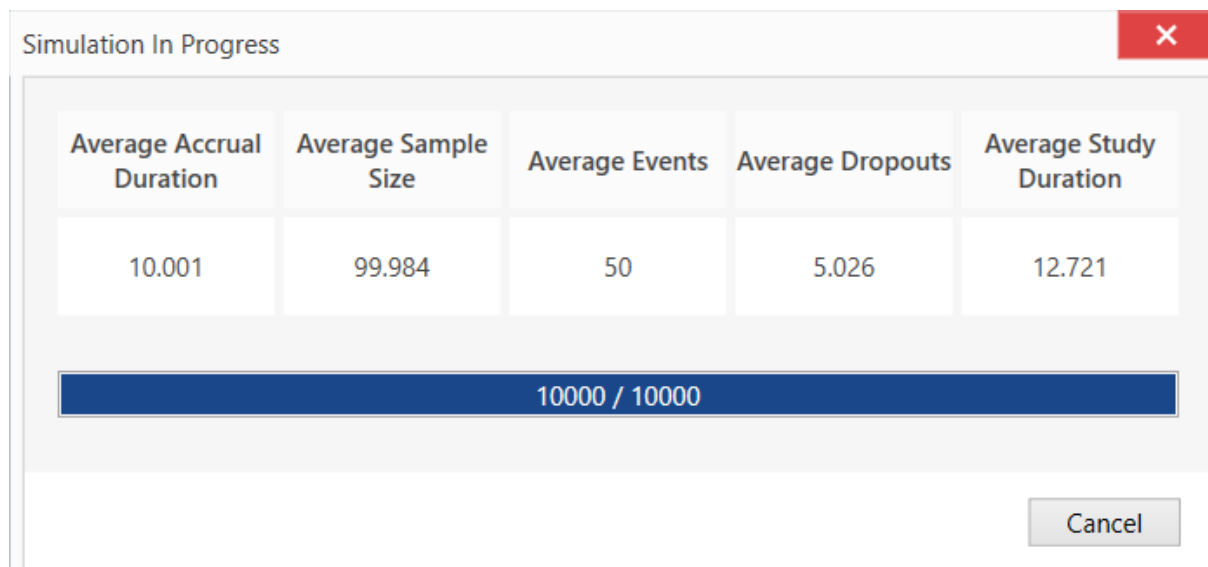 Simulation In Progress
Average Accrual Duration
Average Sample Size
Average Events
Average Dropouts
Average Study Duration
10.001
99.984
50
5.026
12.721
10000 / 10000
Cancel